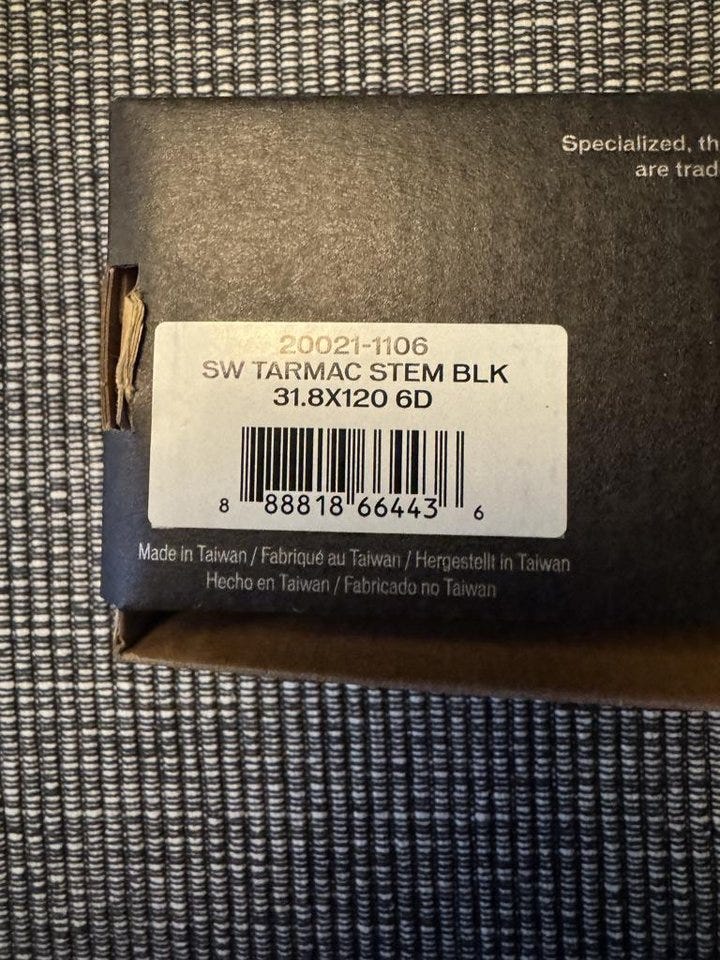 Specialized, th
are trad
20021-1106
SW TARMAC STEM BLK
31.8X120 6D
8 88818 66443 6
Made in Taiwan / Fabriqué au Taiwan / Hergestellt in Taiwan
Hecho en Taiwan / Fabricado no Taiwan